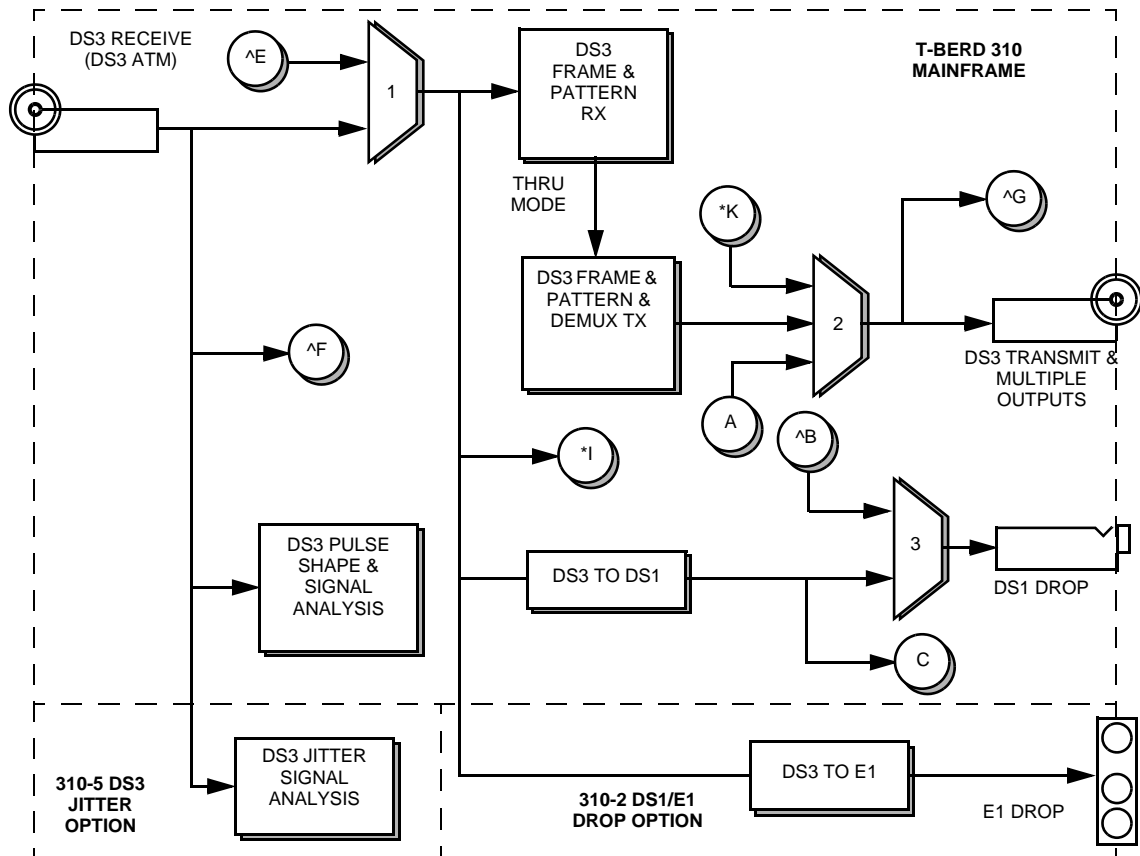 DS3 RECEIVE
(DS3 ATM)
^E
1
DS3
FRAME &
PATTERN
RX
T-BERD 310
MAINFRAME
THRU
MODE
*K
^G
DS3 FRAME &
PATTERN &
DEMUX TX
2
DS3 TRANSMIT &
MULTIPLE
OUTPUTS
^F
A
^B
*I
3
DS3 PULSE
SHAPE &
SIGNAL
ANALYSIS
DS3 TO DS1
DS1 DROP
C
310-5 DS3
JITTER
OPTION
DS3 JITTER
SIGNAL
ANALYSIS
310-2 DS1/E1
DROP OPTION
DS3 TO E1
E1 DROP